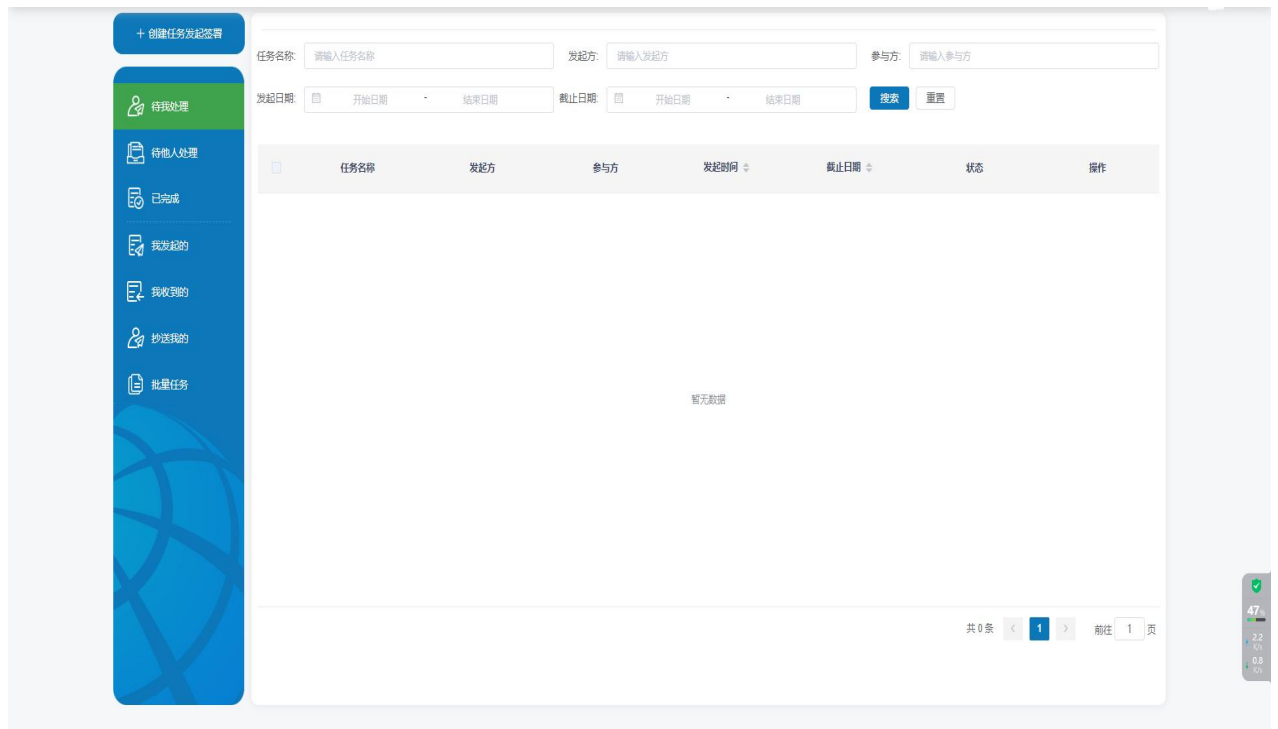 + 创建任务发起签署
任务名称: 请输入任务名称 发起方: 请输入发起方 参与方: 请输入参与方
发起日期: 开始日期 - 结束日期 截止日期: 开始日期 - 结束日期 搜索 重置
待我处理
待他人处理
已完成
我发起的
我收到的
抄送我的
批量任务
任务名称 发起方 参与方 发起时间 截止日期 状态 操作
暂无数据
共 0 条 < 1 > 前往 1 页
47%
2.2
K/s
0.8
K/s